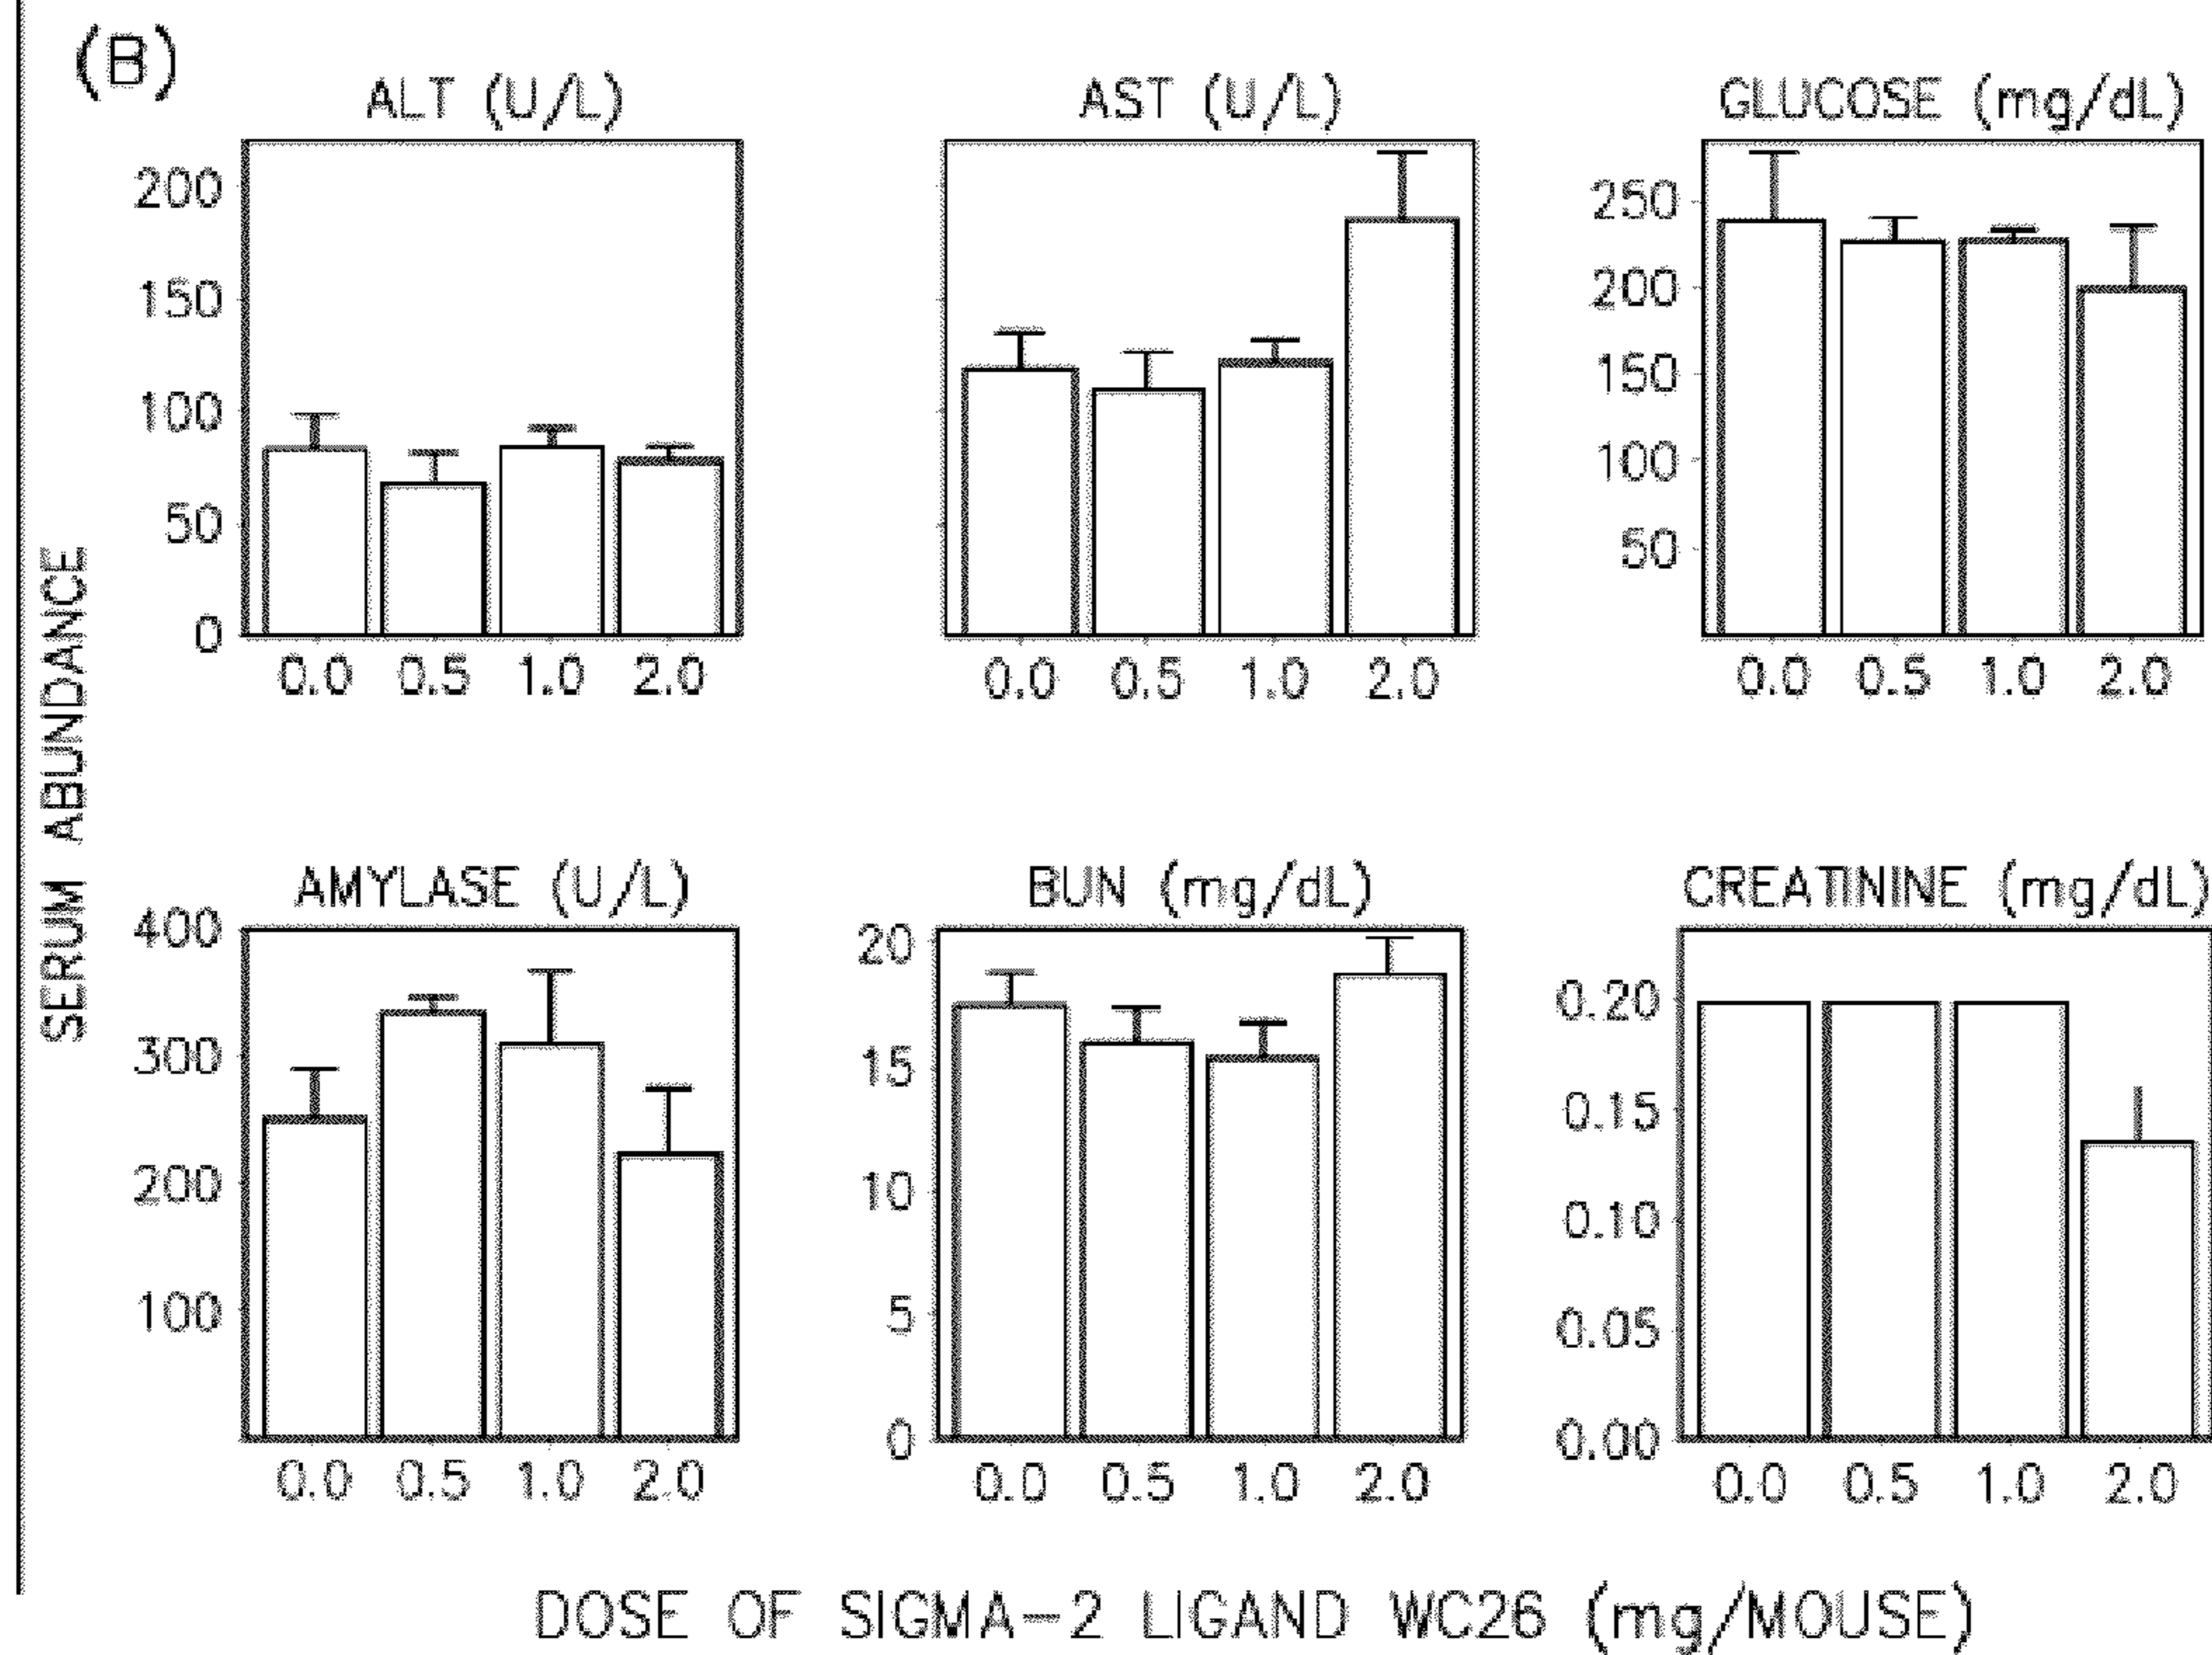 (B)
ALT (U/L)
AST (U/L)
GLUCOSE (mg/dL)
200
150
100
50
0
0.0 0.5 1.0 2.0
0.0 0.5 1.0 2.0
250
200
150
100
50
0.0 0.5 1.0 2.0
SERUM ABUNDANCE
AMYLASE (U/L)
BUN (mg/dL)
CREATININE (mg/dL)
400
300
200
100
0.0 0.5 1.0 2.0
20
15
10
5
0
0.0 0.5 1.0 2.0
0.20
0.15
0.10
0.05
0.00
0.0 0.5 1.0 2.0
DOSE OF SIGMA-2 LIGAND WC26 (mg/MOUSE)